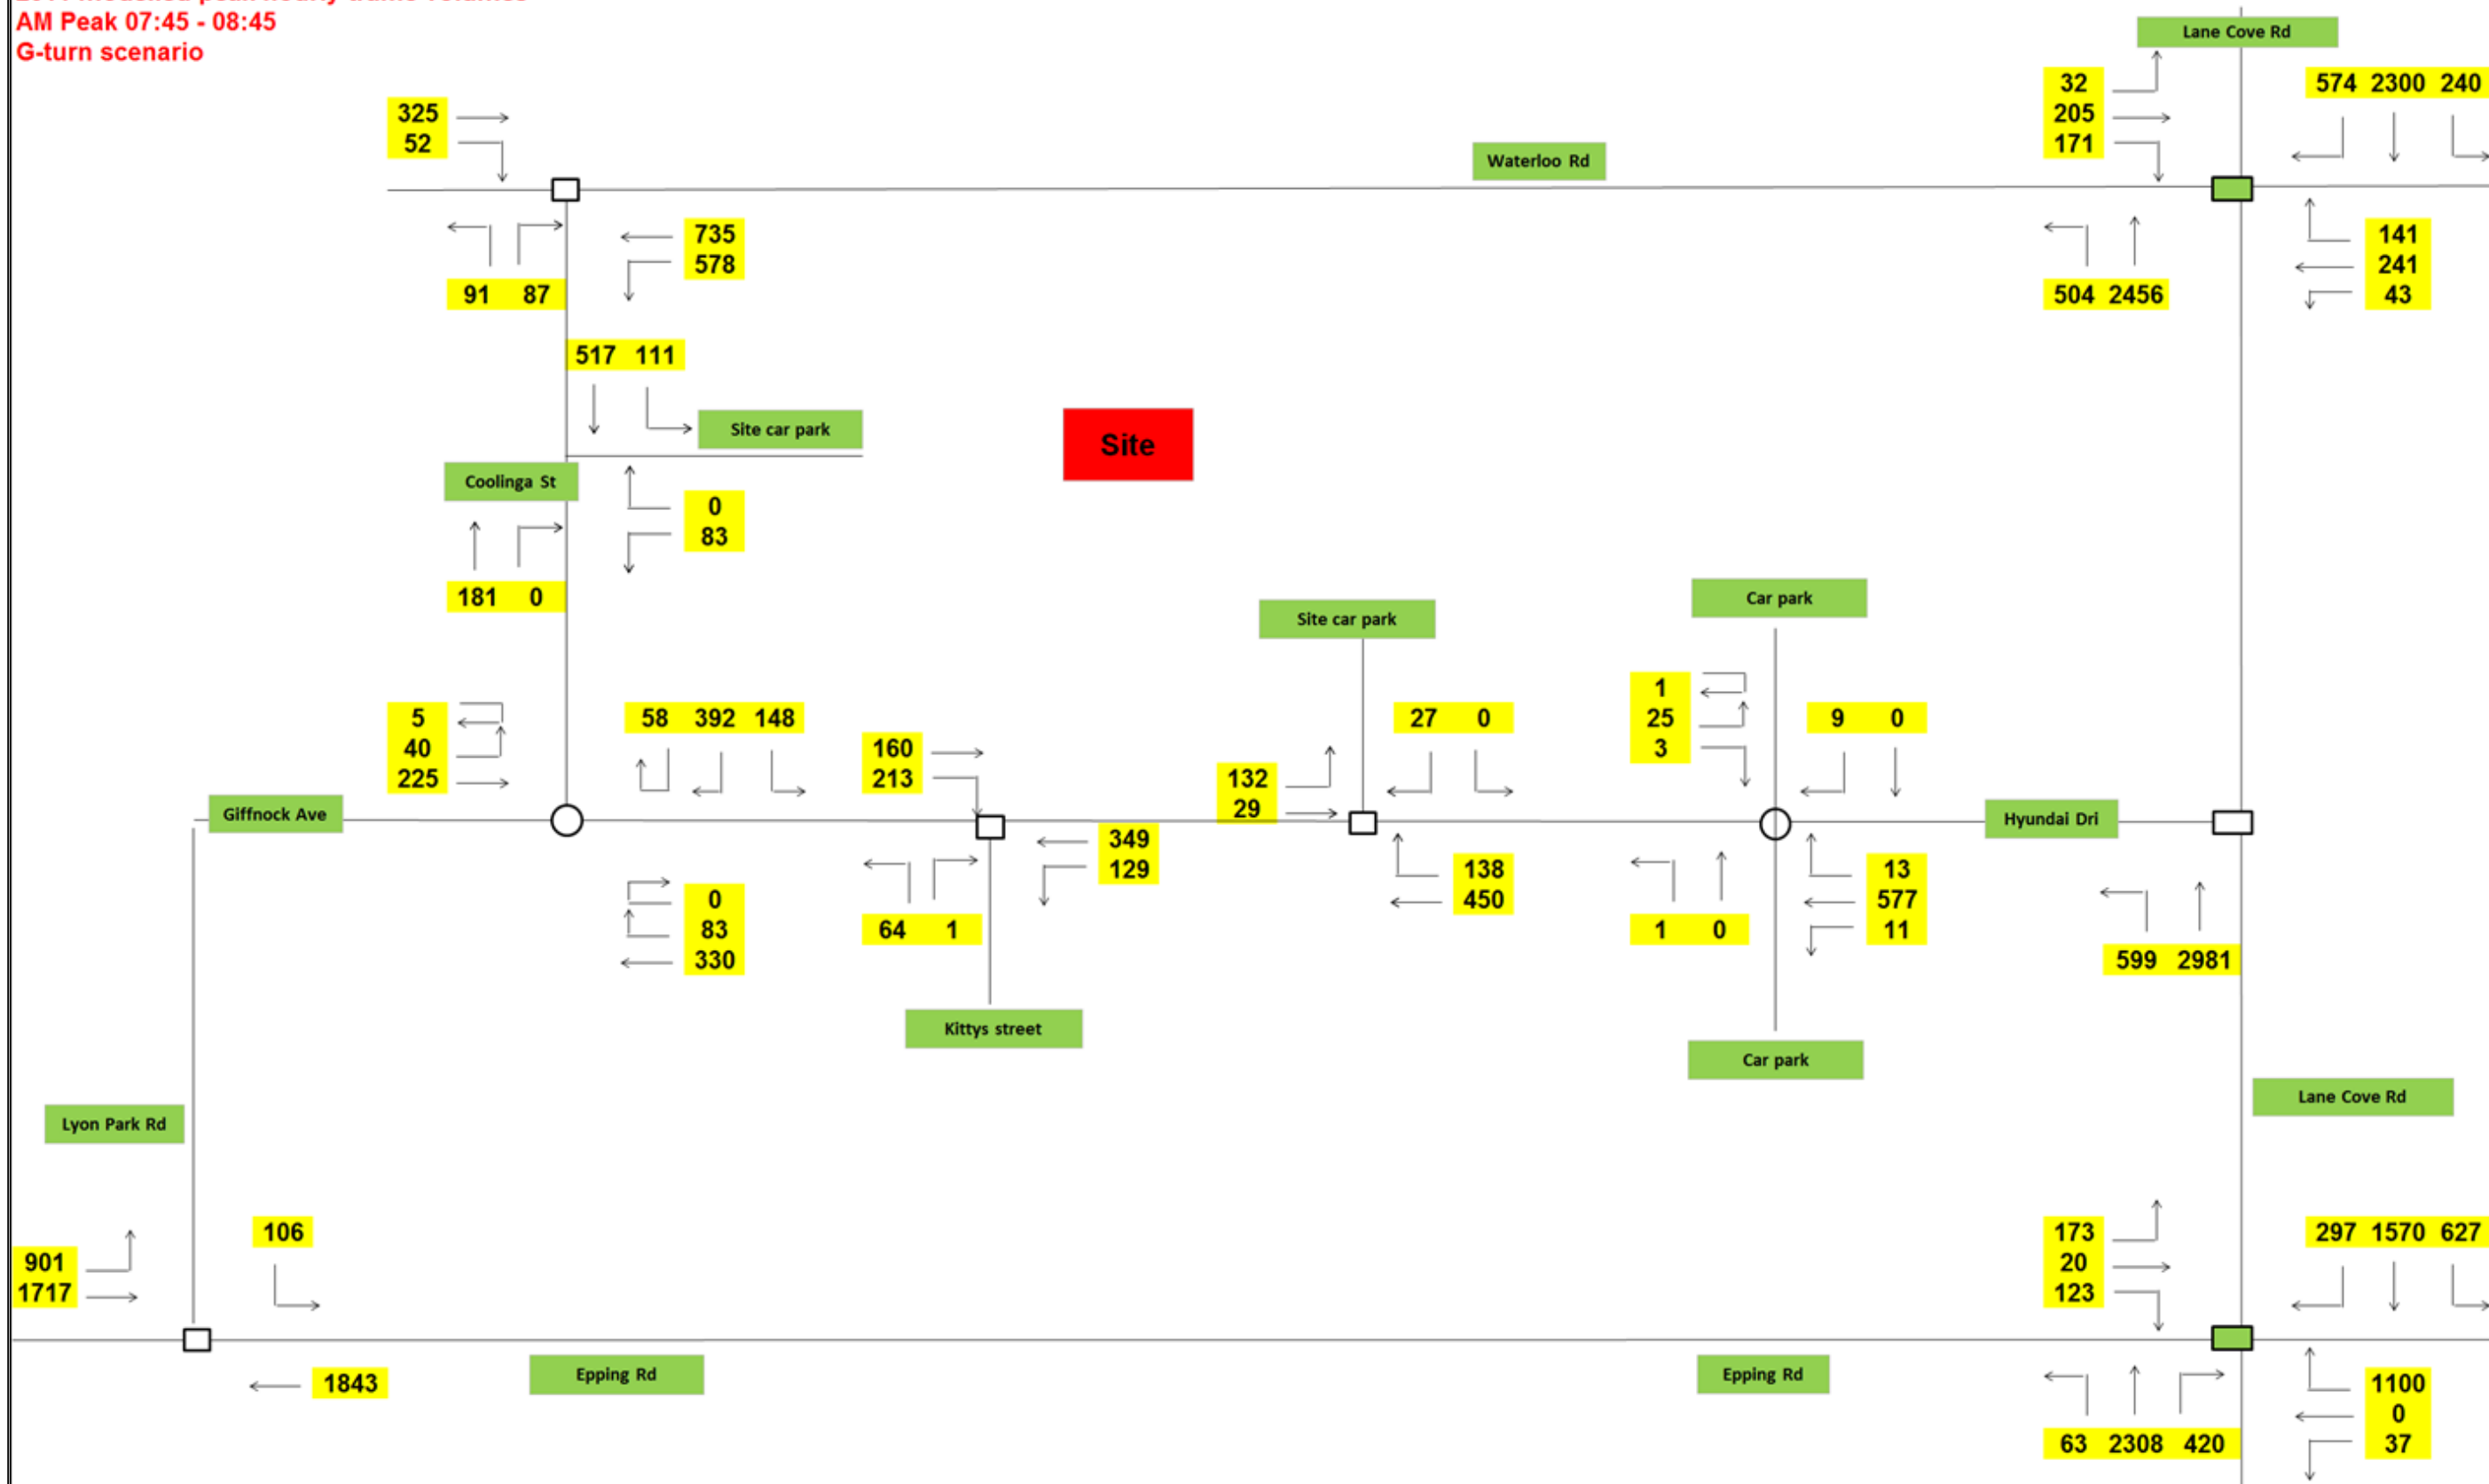 AM Peak 07:45 - 08:45
G-turn scenario
Lane Cove Rd
32
205
171
574 2300 240
325
52
Waterloo Rd
735
578
91 87
141
241
43
504 2456
517 111
Site car park
Site
Coolinga St
0
83
181 0
Site car park
Car park
5
40
225
58 392 148
160
213
132
29
27 0
1
25
3
9 0
Giffnock Ave
Hyundai Dri
349
129
138
450
13
577
11
0
83
330
64 1
1 0
599 2981
Kittys street
Car park
Lane Cove Rd
Lyon Park Rd
901
1717
106
173
20
123
297 1570 627
1843
Epping Rd
Epping Rd
1100
0
37
63 2308 420